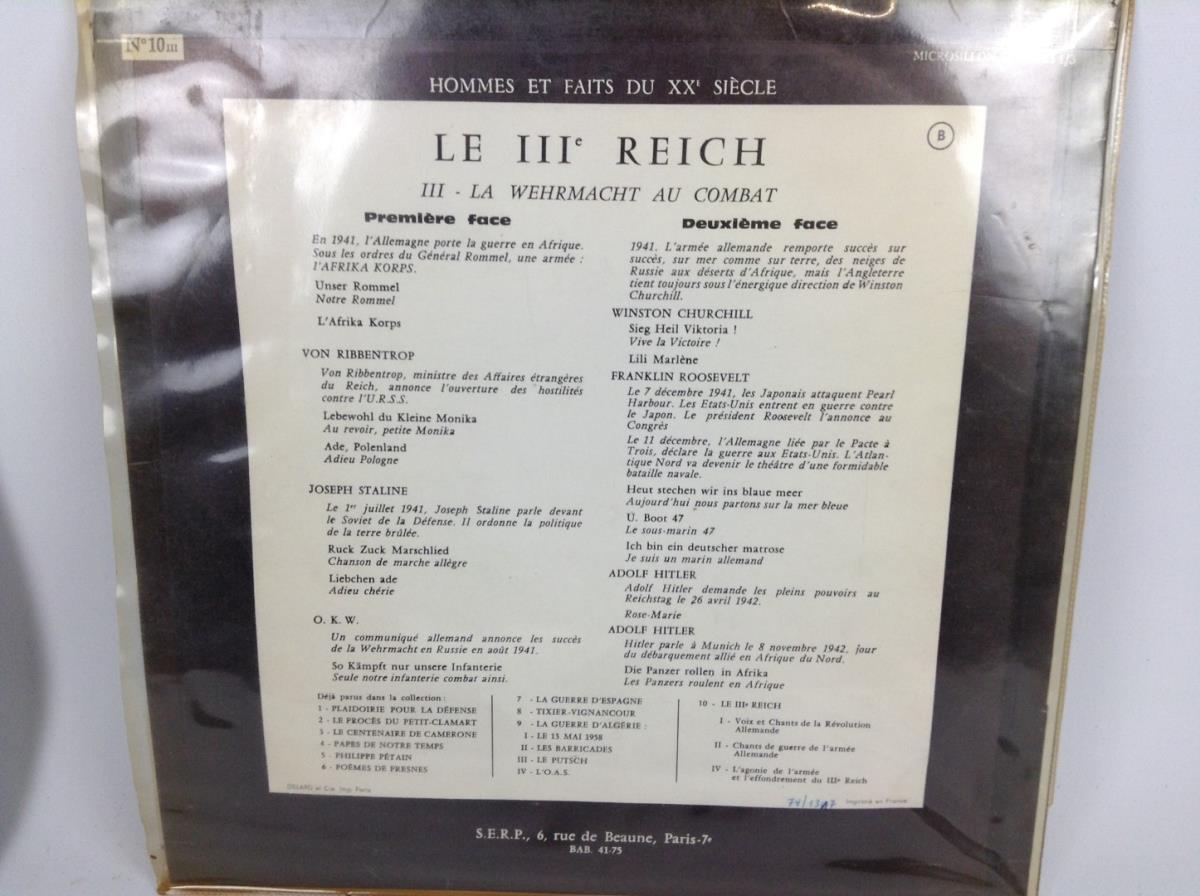 N° 10 III
MICROSILLON
HOMMES ET FAITS DU XXe SIÈCLE
B
LE IIIe REICH
III - LA WEHRMACHT AU COMBAT
Première face
En 1941, l'Allemagne porte la guerre en Afrique.
Sous les ordres du Général Rommel, une armée :
l'AFRIKA KORPS.
Unser Rommel
Notre Rommel
L'Afrika Korps
VON RIBBENTROP
Von Ribbentrop, ministre des Affaires étrangères
du Reich, annonce l'ouverture des hostilités
contre l'U.R.S.S.
Lebewohl du Kleine Monika
Au revoir, petite Monika
Ade, Polenland
Adieu Pologne
JOSEPH STALINE
Le 1er juillet 1941, Joseph Staline parle devant
le Soviet de la Défense. Il ordonne la politique
de la terre brûlée.
Ruck Zuck Marschlied
Chanson de marche allègre
Liebchen ade
Adieu chérie
O. K. W.
Un communiqué allemand annonce les succès
de la Wehrmacht en Russie en août 1941.
So Kämpft nur unsere Infanterie
Seule notre infanterie combat ainsi.
Deuxième face
1941. L'armée allemande remporte succès sur
succès, sur mer comme sur terre, des neiges de
Russie aux déserts d'Afrique, mais l'Angleterre
tient toujours sous l'énergique direction de Winston
Churchill.
WINSTON CHURCHILL
Sieg Heil Viktoria !
Vive la Victoire !
Lili Marlène
FRANKLIN ROOSEVELT
Le 7 décembre 1941, les Japonais attaquent Pearl
Harbour. Les Etats-Unis entrent en guerre contre
le Japon. Le président Roosevelt l'annonce au
Congrès
Le 11 décembre, l'Allemagne liée par le Pacte à
Trois, déclare la guerre aux Etats-Unis. L'Atlan-
tique Nord va devenir le théâtre d'une formidable
bataille navale.
Heut stechen wir ins blaue meer
Aujourd'hui nous partons sur la mer bleue
U. Boot 47
Le sous-marin 47
Ich bin ein deutscher matrose
Je suis un marin allemand
ADOLF HITLER
Adolf Hitler demande les pleins pouvoirs au
Reichstag le 26 avril 1942.
Rose-Marie
ADOLF HITLER
Hitler parle à Munich le 8 novembre 1942, jour
du débarquement allié en Afrique du Nord.
Die Panzer rollen in Afrika
Les Panzers roulent en Afrique
Déjà parus dans la collection :
1 - PLAIDOIRIE POUR LA DÉFENSE
2 - LE PROCÈS DU PETIT-CLAMART
3 - LE CENTENAIRE DE CAMERONE
4 - PAPES DE NOTRE TEMPS
5 - PHILIPPE PÉTAIN
6 - POÈMES DE FRESNES
7 - LA GUERRE D'ESPAGNE
8 - TIXIER-VIGNANCOUR
9 - LA GUERRE D'ALGÉRIE :
I - LE 13 MAI 1958
II - LES BARRICADES
III - LE PUTSCH
IV - L'O.A.S.
10 - LE IIIe REICH
I - Voix et Chants de la Révolution
Allemande
II - Chants de guerre de l'armée
Allemande
IV - L'agonie de l'armée
et l'effondrement du IIIe Reich
DILLARD et Cie. Imp. Paris
Imprimé en France
S.E.R.P., 6, rue de Beaune, Paris-7e
BAB. 41-75